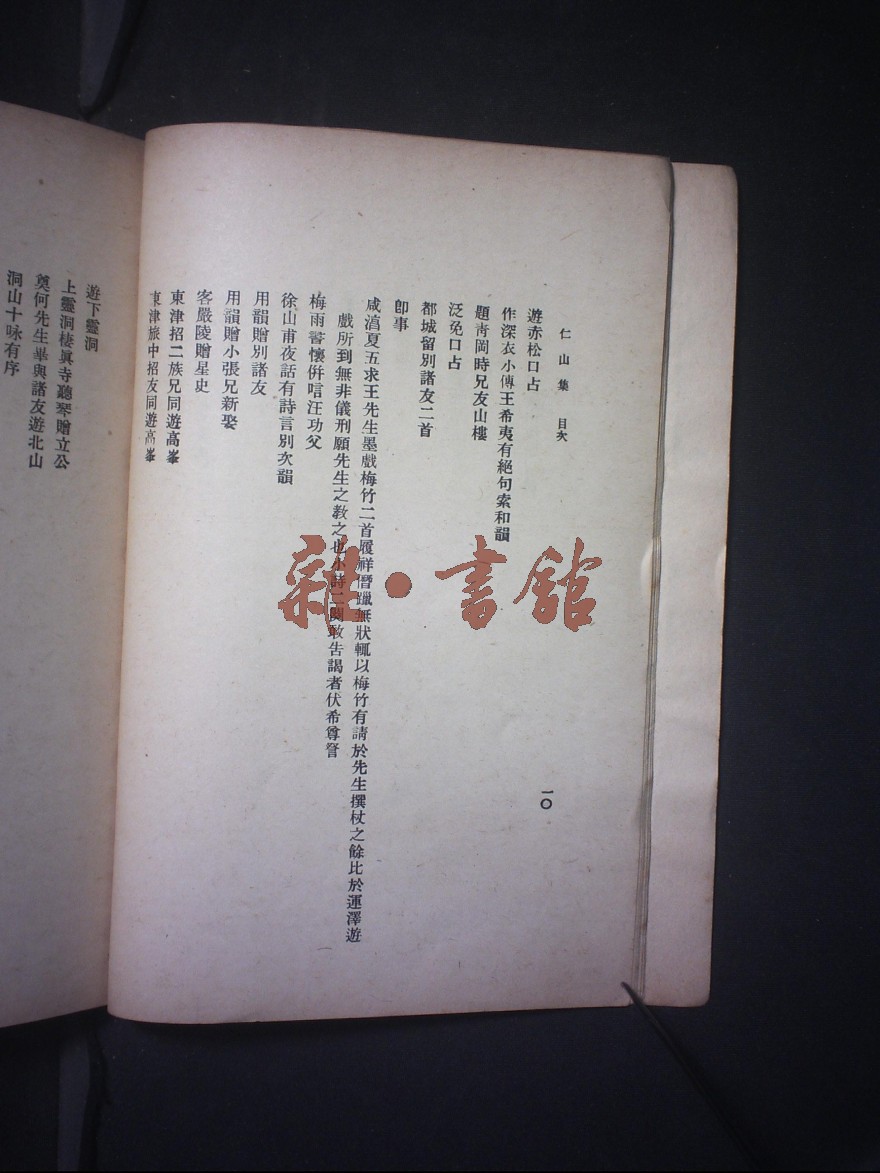 仁山集 目次
一〇
遊赤松口占
作深衣小傳王希夷有絕句索和韻
題靑岡時兄友山樓
泛免口占
都城留別諸友二首
卽事
咸淳夏五求王先生墨戲梅竹二首履祥僭躐無狀輒以梅竹有請於先生撰杖之餘比於運澤遊
戲所到無非儀刑願先生之敎之也小詩二闋敢告謁者伏希尊詧
梅雨書懷倂唁汪功父
徐山甫夜話有詩言別次韻
用韻贈別諸友
用韻贈小張兄新娶
客嚴陵贈星史
東津招二族兄同遊高峯
東津旅中招友同遊高峯
遊下靈洞
上靈洞棲眞寺聽琴贈立公
奠何先生畢與諸友遊北山
洞山十咏有序
雜·書館